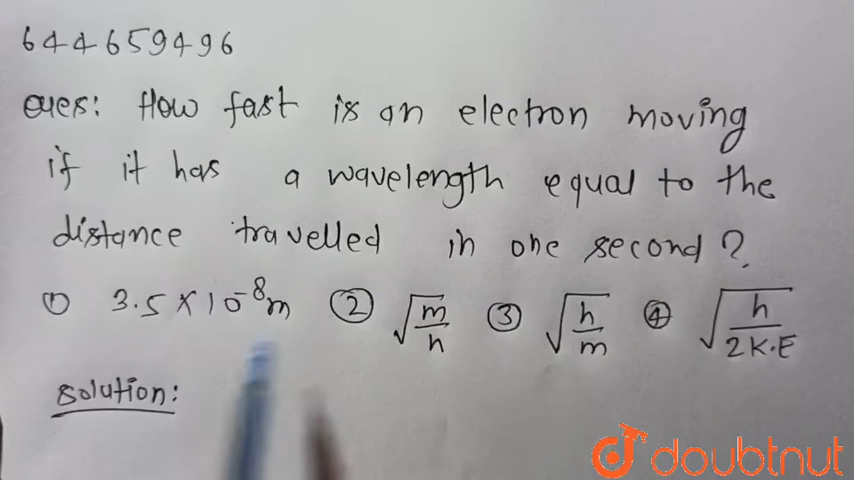 644659496
Ques: How fast is an electron moving
if it has a wavelength equal to the
distance travelled in one second?
① 3.5 × 10⁻⁸m ② √m/h ③ √h/m ④ √h/2K.E
Solution:
doubtnut